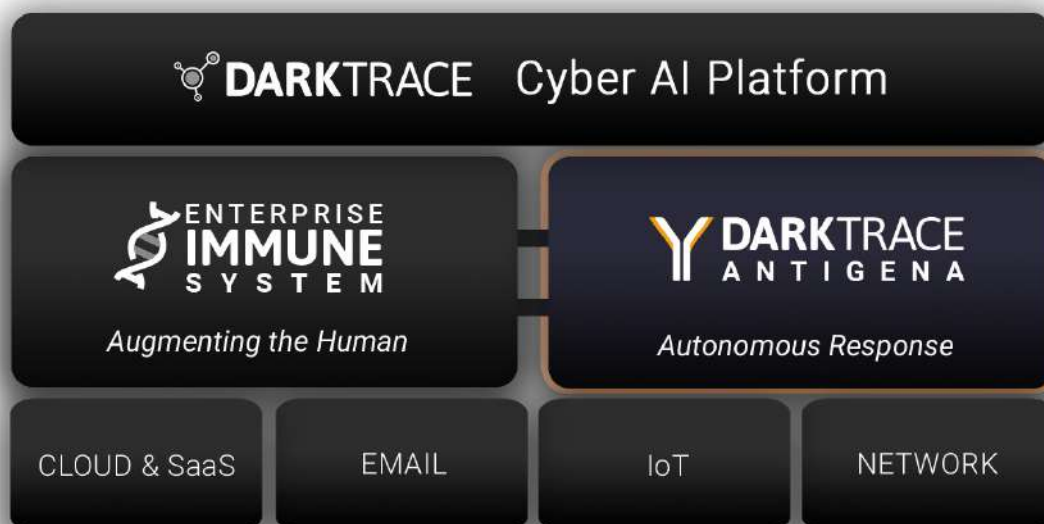 DARKTRACE Cyber AI Platform
ENTERPRISE
IMMUNE
SYSTEM
Augmenting the Human
DARKTRACE
ANTIGENA
Autonomous Response
CLOUD & SaaS
EMAIL
IoT
NETWORK